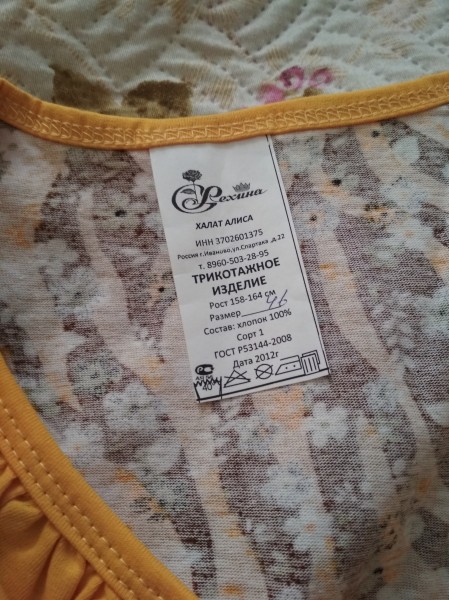 Рехина
ХАЛАТ АЛИСА
ИНН 3702601375
Россия г.Иваново,ул.Спартака д.22
т. 8960-503-28-95
ТРИКОТАЖНОЕ
ИЗДЕЛИЕ
Рост 158-164 см
Размер 46
Состав: хлопок 100%
Сорт 1
ГОСТ Р53144-2008
Дата 2012г
40